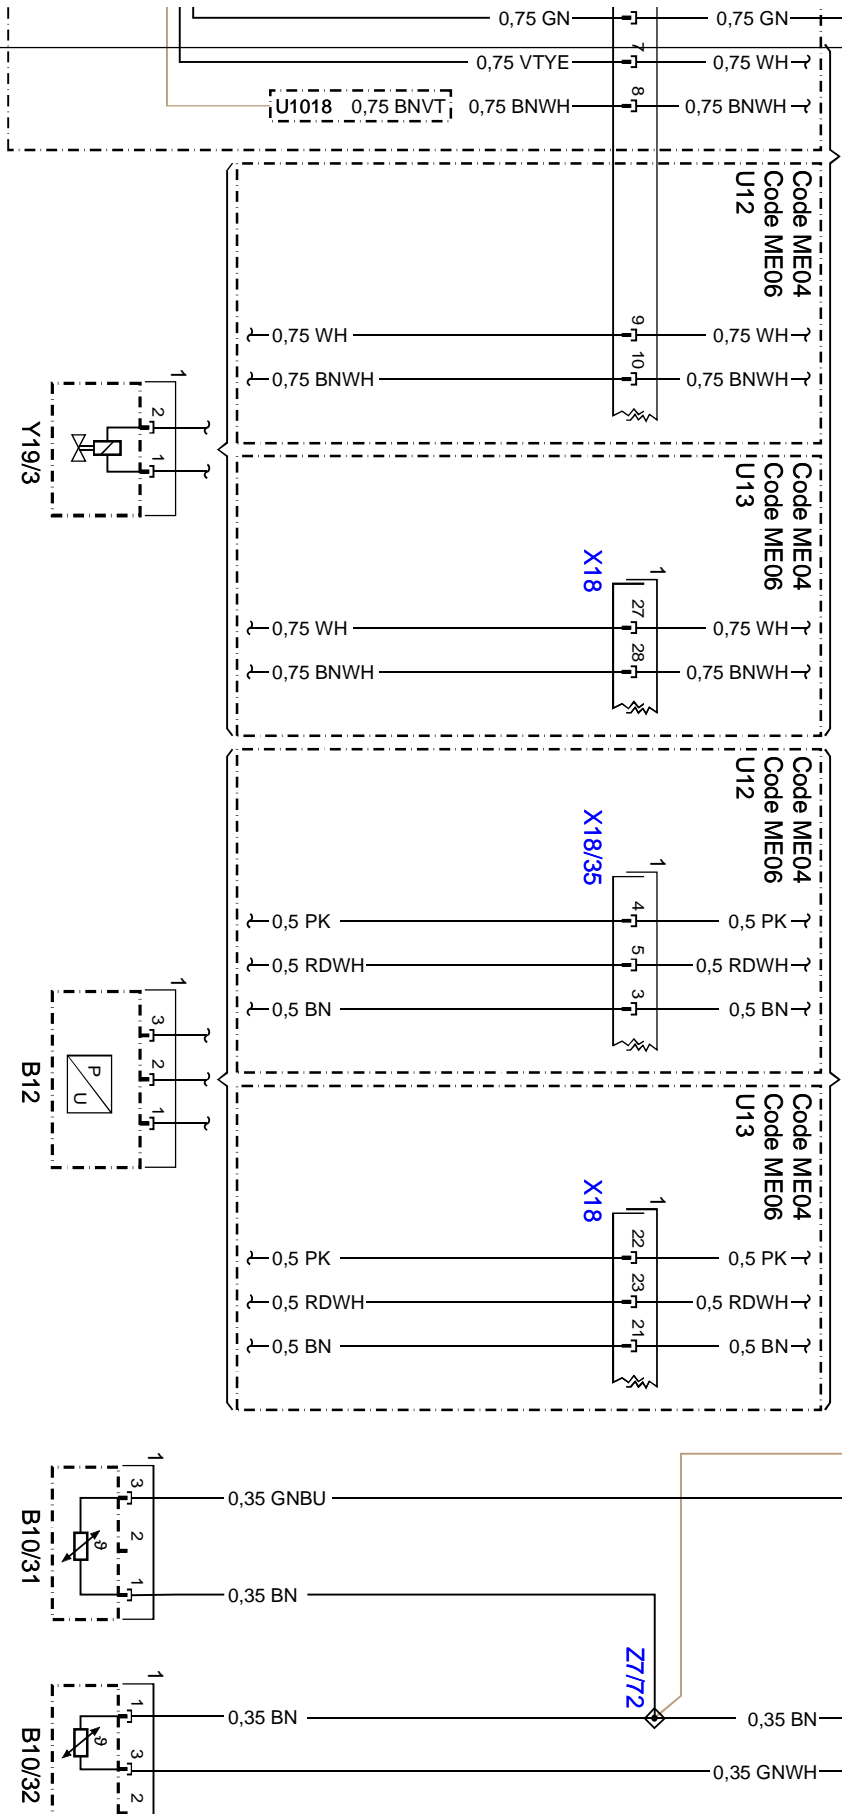 0,75 GN 0,75 GN
7
0,75 VTYE 0,75 WH
8
U1018 0,75 BNVT 0,75 BNWH 0,75 BNWH
Code ME04
Code ME06
U12
9
0,75 WH 0,75 WH
10
0,75 BNWH 0,75 BNWH
1
2
1
Y19/3
Code ME04
Code ME06
U13
X18
1
27
0,75 WH 0,75 WH
28
0,75 BNWH 0,75 BNWH
Code ME04
Code ME06
U12
X18/35
1
4
0,5 PK 0,5 PK
5
0,5 RDWH 0,5 RDWH
3
0,5 BN 0,5 BN
1
3
2
1
P
U
B12
Code ME04
Code ME06
U13
X18
1
22
0,5 PK 0,5 PK
23
0,5 RDWH 0,5 RDWH
21
0,5 BN 0,5 BN
1
3
0,35 GNBU
2
ϑ
1
0,35 BN
B10/31
Z7/72
1
1
0,35 BN 0,35 BN
ϑ
3
0,35 GNWH
2
B10/32